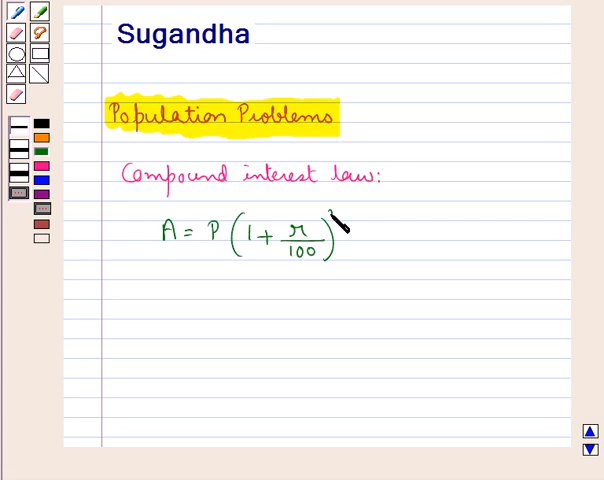 Sugandha
Population Problems
Compound interest law:
A = P (1 + r/100)